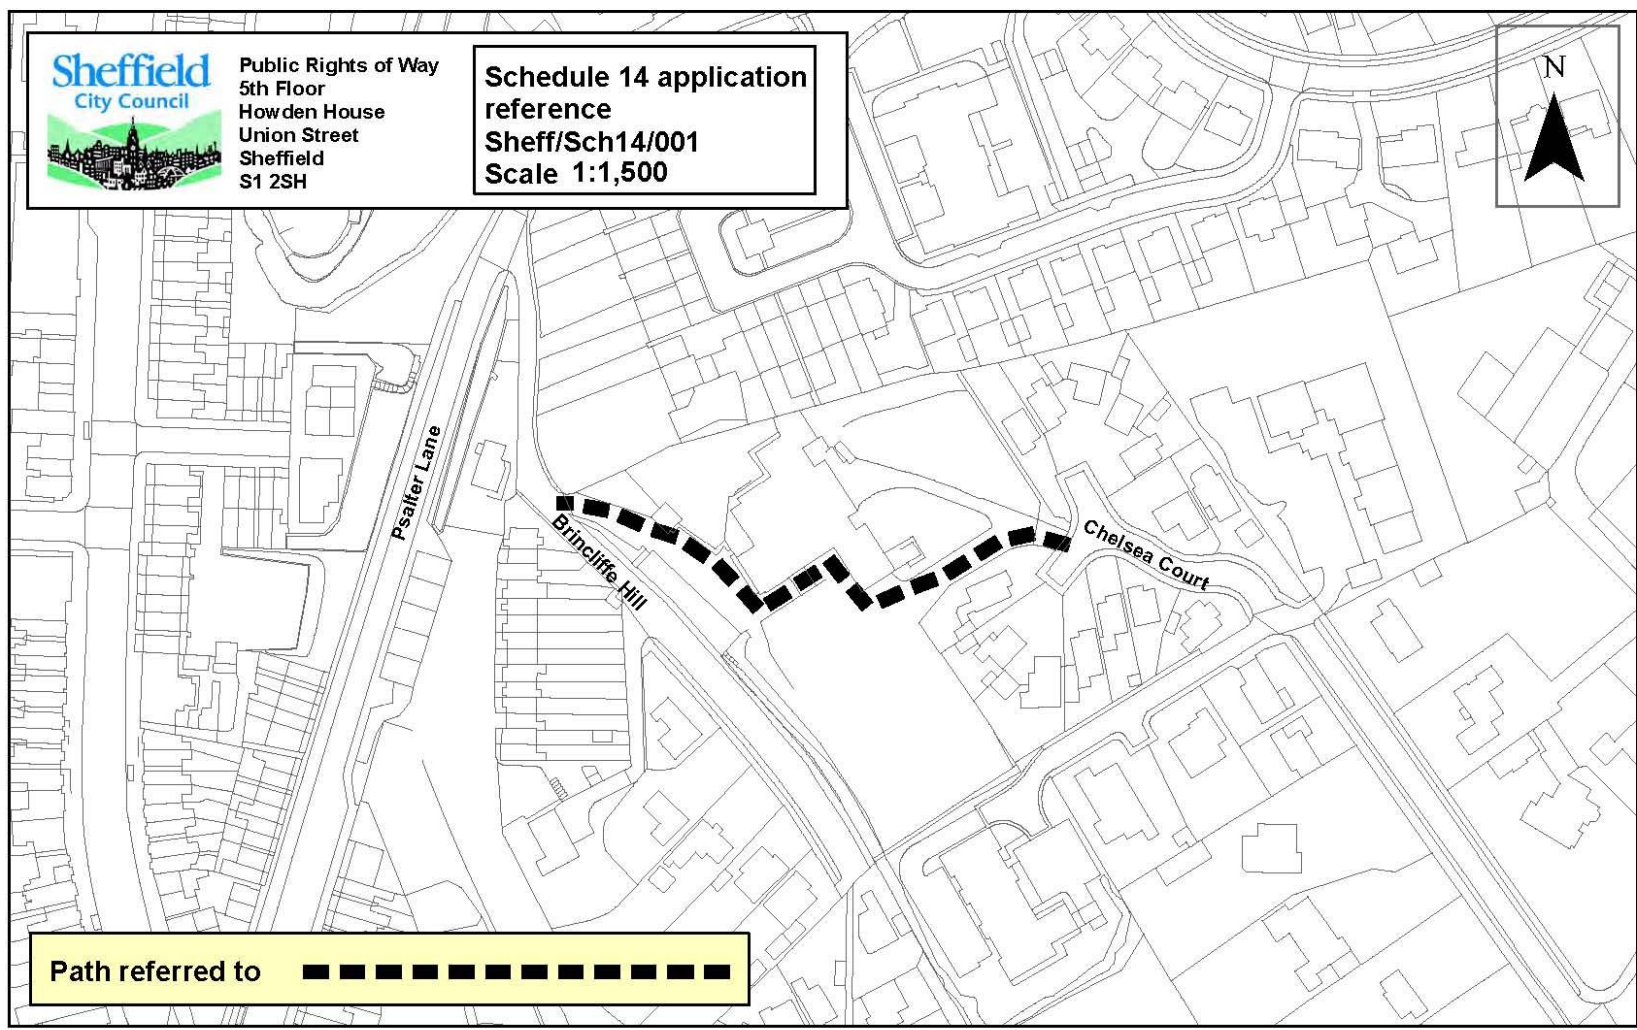 Sheffield
City Council
Public Rights of Way
5th Floor
Howden House
Union Street
Sheffield
S1 2SH
Schedule 14 application
reference
Sheff/Sch14/001
Scale 1:1,500
N
Psalter Lane
Brincliffe Hill
Chelsea Court
Path referred to